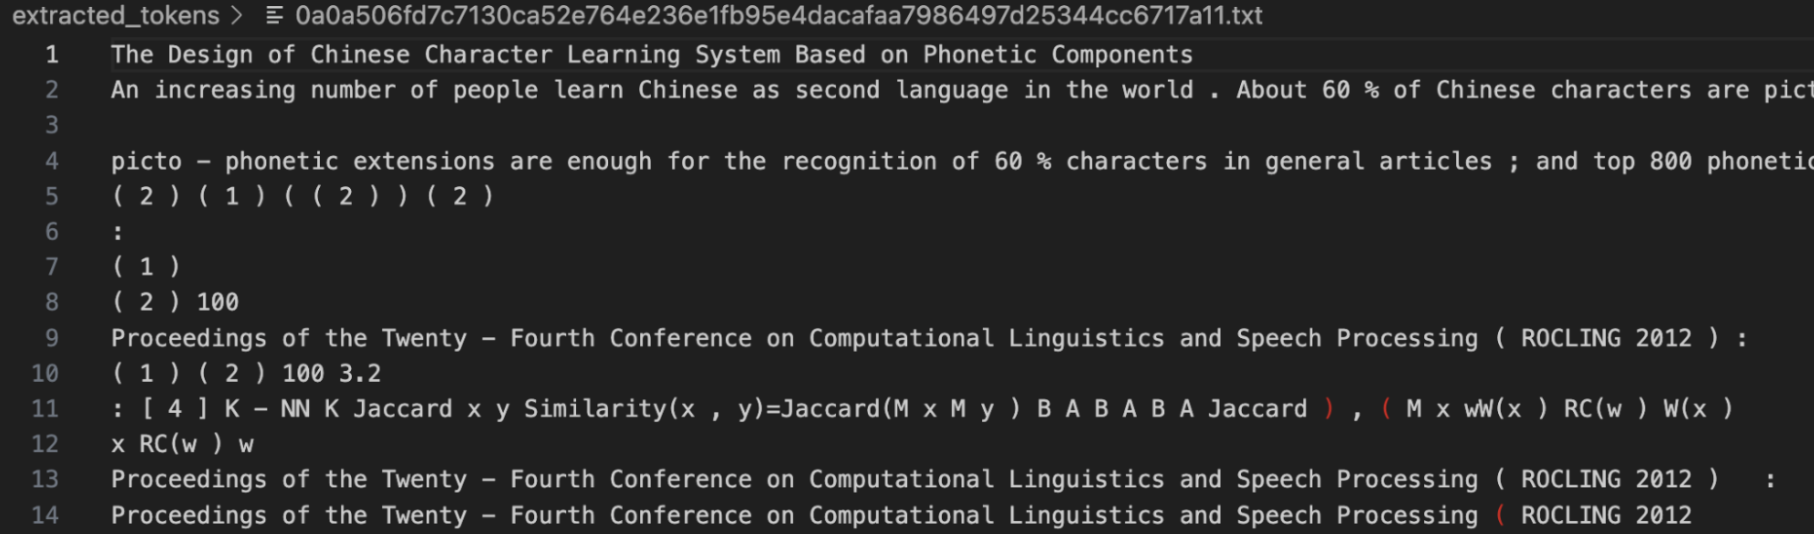 extracted_tokens > 0a0a506fd7c7130ca52e764e236e1fb95e4dacafaa7986497d25344cc6717a11.txt
1 The Design of Chinese Character Learning System Based on Phonetic Components
2 An increasing number of people learn Chinese as second language in the world . About 60 % of Chinese characters are pict
3
4 picto – phonetic extensions are enough for the recognition of 60 % characters in general articles ; and top 800 phonetic
5 ( 2 ) ( 1 ) ( ( 2 ) ) ( 2 )
6 :
7 ( 1 )
8 ( 2 ) 100
9 Proceedings of the Twenty – Fourth Conference on Computational Linguistics and Speech Processing ( ROCLING 2012 ) :
10 ( 1 ) ( 2 ) 100 3.2
11 : [ 4 ] K – NN K Jaccard x y Similarity(x , y)=Jaccard(M x M y ) B A B A B A Jaccard ) , ( M x wW(x ) RC(w ) W(x )
12 x RC(w ) w
13 Proceedings of the Twenty – Fourth Conference on Computational Linguistics and Speech Processing ( ROCLING 2012 ) :
14 Proceedings of the Twenty – Fourth Conference on Computational Linguistics and Speech Processing ( ROCLING 2012